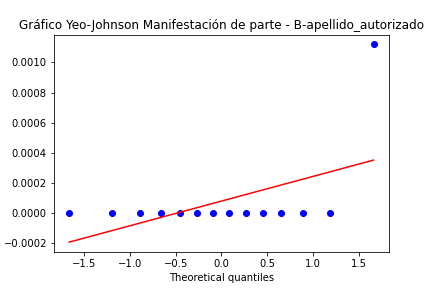 Gráfico Yeo-Johnson Manifestación de parte - B-apellido_autorizado
0.0010
0.0008
0.0006
0.0004
0.0002
0.0000
−0.0002
−1.5 −1.0 −0.5 0.0 0.5 1.0 1.5
Theoretical quantiles